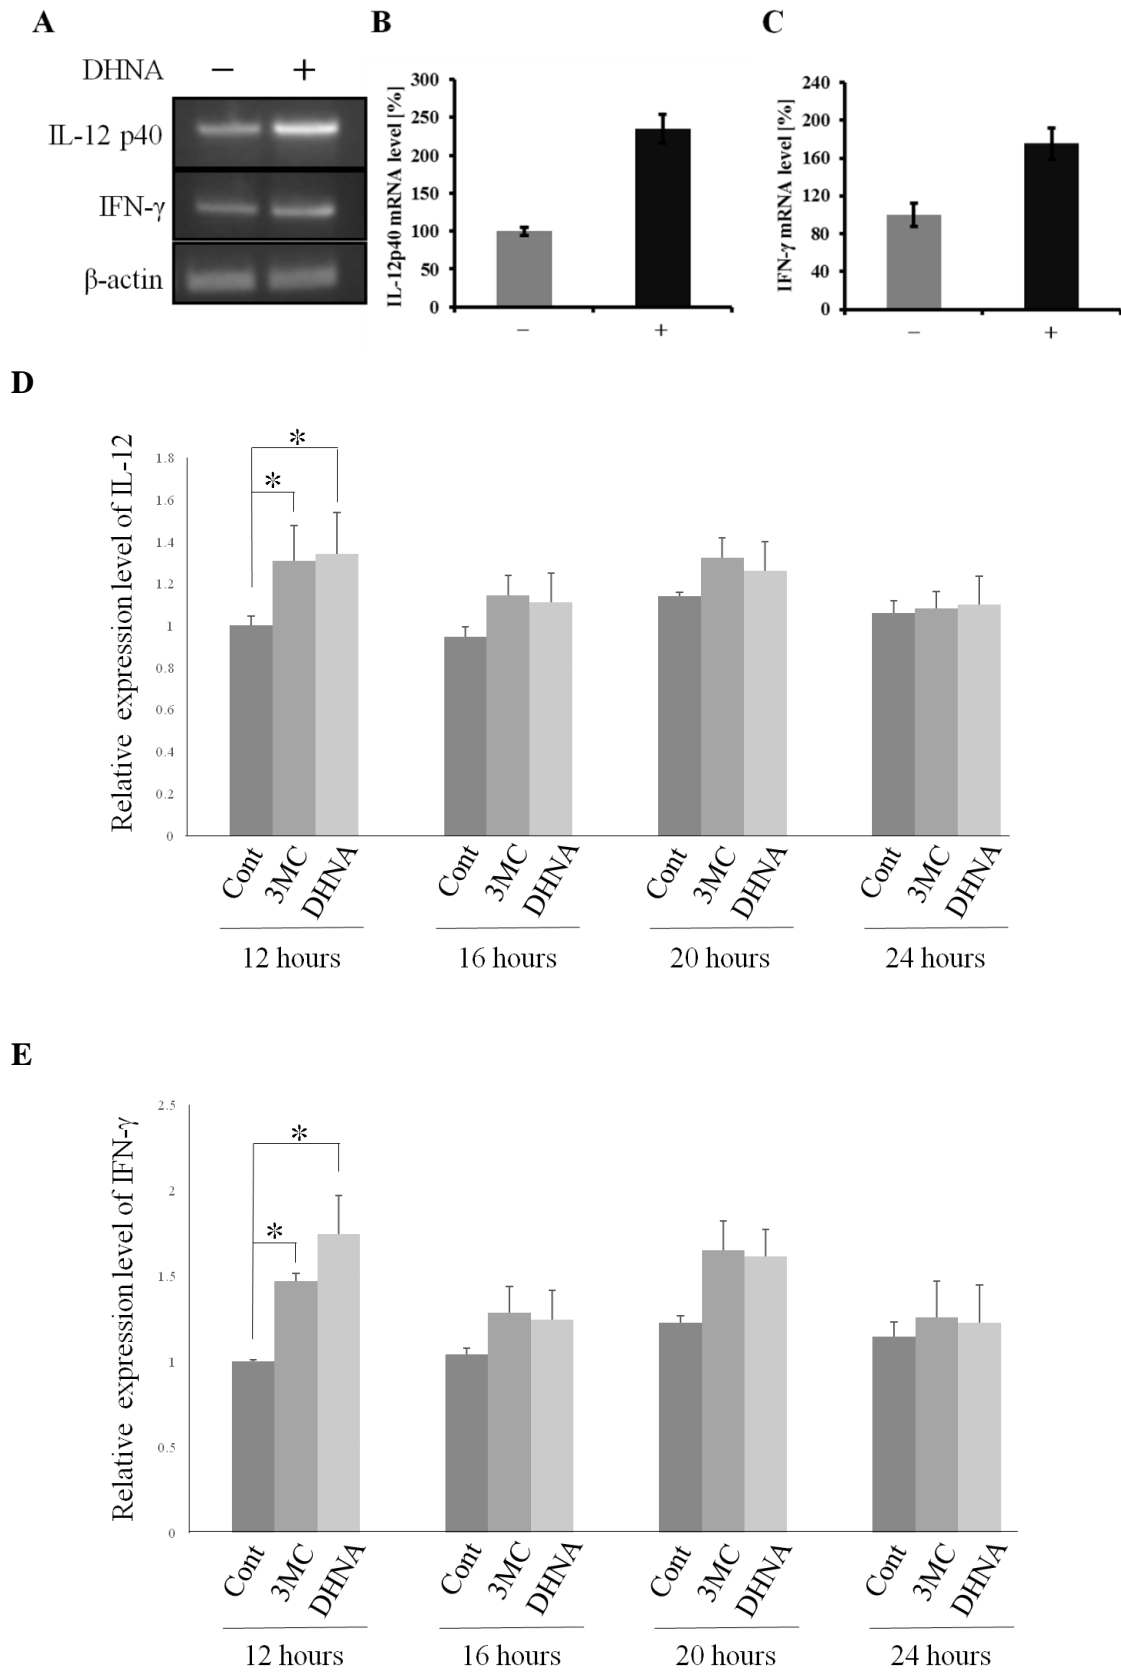 A
B
C
DHNA − +
IL-12 p40
IFN-γ
β-actin
IL-12p40 mRNA level [%]
300
250
200
150
100
50
0
− +
IFN-γ mRNA level [%]
240
200
160
120
80
40
0
− +
D
Relative expression level of IL-12
1.8
1.6
1.4
1.2
1
0.8
0.6
0.4
0.2
0
* *
Cont 3MC DHNA Cont 3MC DHNA Cont 3MC DHNA Cont 3MC DHNA
12 hours 16 hours 20 hours 24 hours
E
Relative expression level of IFN-γ
2.5
2
1.5
1
0.5
0
* *
Cont 3MC DHNA Cont 3MC DHNA Cont 3MC DHNA Cont 3MC DHNA
12 hours 16 hours 20 hours 24 hours